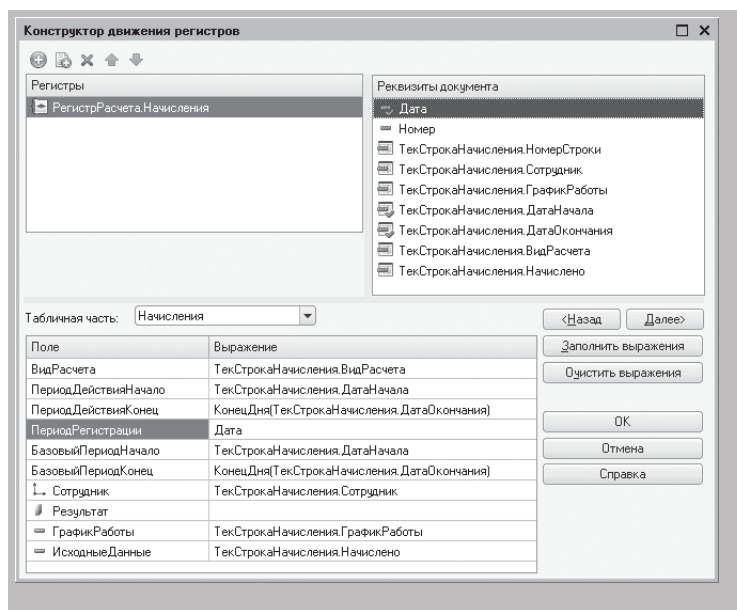 Конструктор движения регистров
Регистры
РегистрРасчета.Начисления
Реквизиты документа
Дата
Номер
ТекСтрокаНачисления.НомерСтроки
ТекСтрокаНачисления.Сотрудник
ТекСтрокаНачисления.ГрафикРаботы
ТекСтрокаНачисления.ДатаНачала
ТекСтрокаНачисления.ДатаОкончания
ТекСтрокаНачисления.ВидРасчета
ТекСтрокаНачисления.Начислено
Табличная часть: Начисления
<Назад Далее>
Заполнить выражения
Очистить выражения
OK
Отмена
Справка
Поле Выражение
ВидРасчета ТекСтрокаНачисления.ВидРасчета
ПериодДействияНачало ТекСтрокаНачисления.ДатаНачала
ПериодДействияКонец КонецДня(ТекСтрокаНачисления.ДатаОкончания)
ПериодРегистрации Дата
БазовыйПериодНачало ТекСтрокаНачисления.ДатаНачала
БазовыйПериодКонец КонецДня(ТекСтрокаНачисления.ДатаОкончания)
Сотрудник ТекСтрокаНачисления.Сотрудник
Результат
ГрафикРаботы ТекСтрокаНачисления.ГрафикРаботы
ИсходныеДанные ТекСтрокаНачисления.Начислено